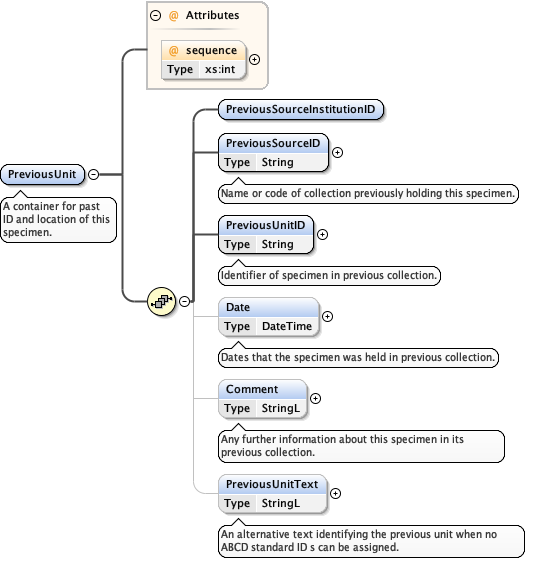 @ Attributes
@ sequence
Type xs:int
PreviousSourceInstitutionID
PreviousSourceID
Type String
Name or code of collection previously holding this specimen.
PreviousUnit
A container for past
ID and location of this
specimen.
PreviousUnitID
Type String
Identifier of specimen in previous collection.
Date
Type DateTime
Dates that the specimen was held in previous collection.
Comment
Type StringL
Any further information about this specimen in its
previous collection.
PreviousUnitText
Type StringL
An alternative text identifying the previous unit when no
ABCD standard ID s can be assigned.